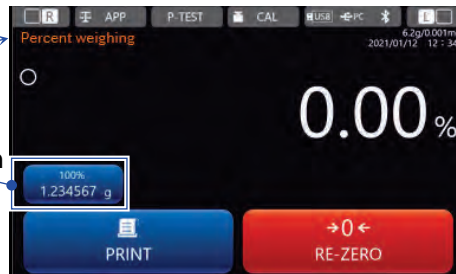 R APP P-TEST CAL USB PC L
Percent weighing
6.2g/0.001m
2021/01/12 12:34
0.00 %
100%
1.234567 g
PRINT
→0←
RE-ZERO